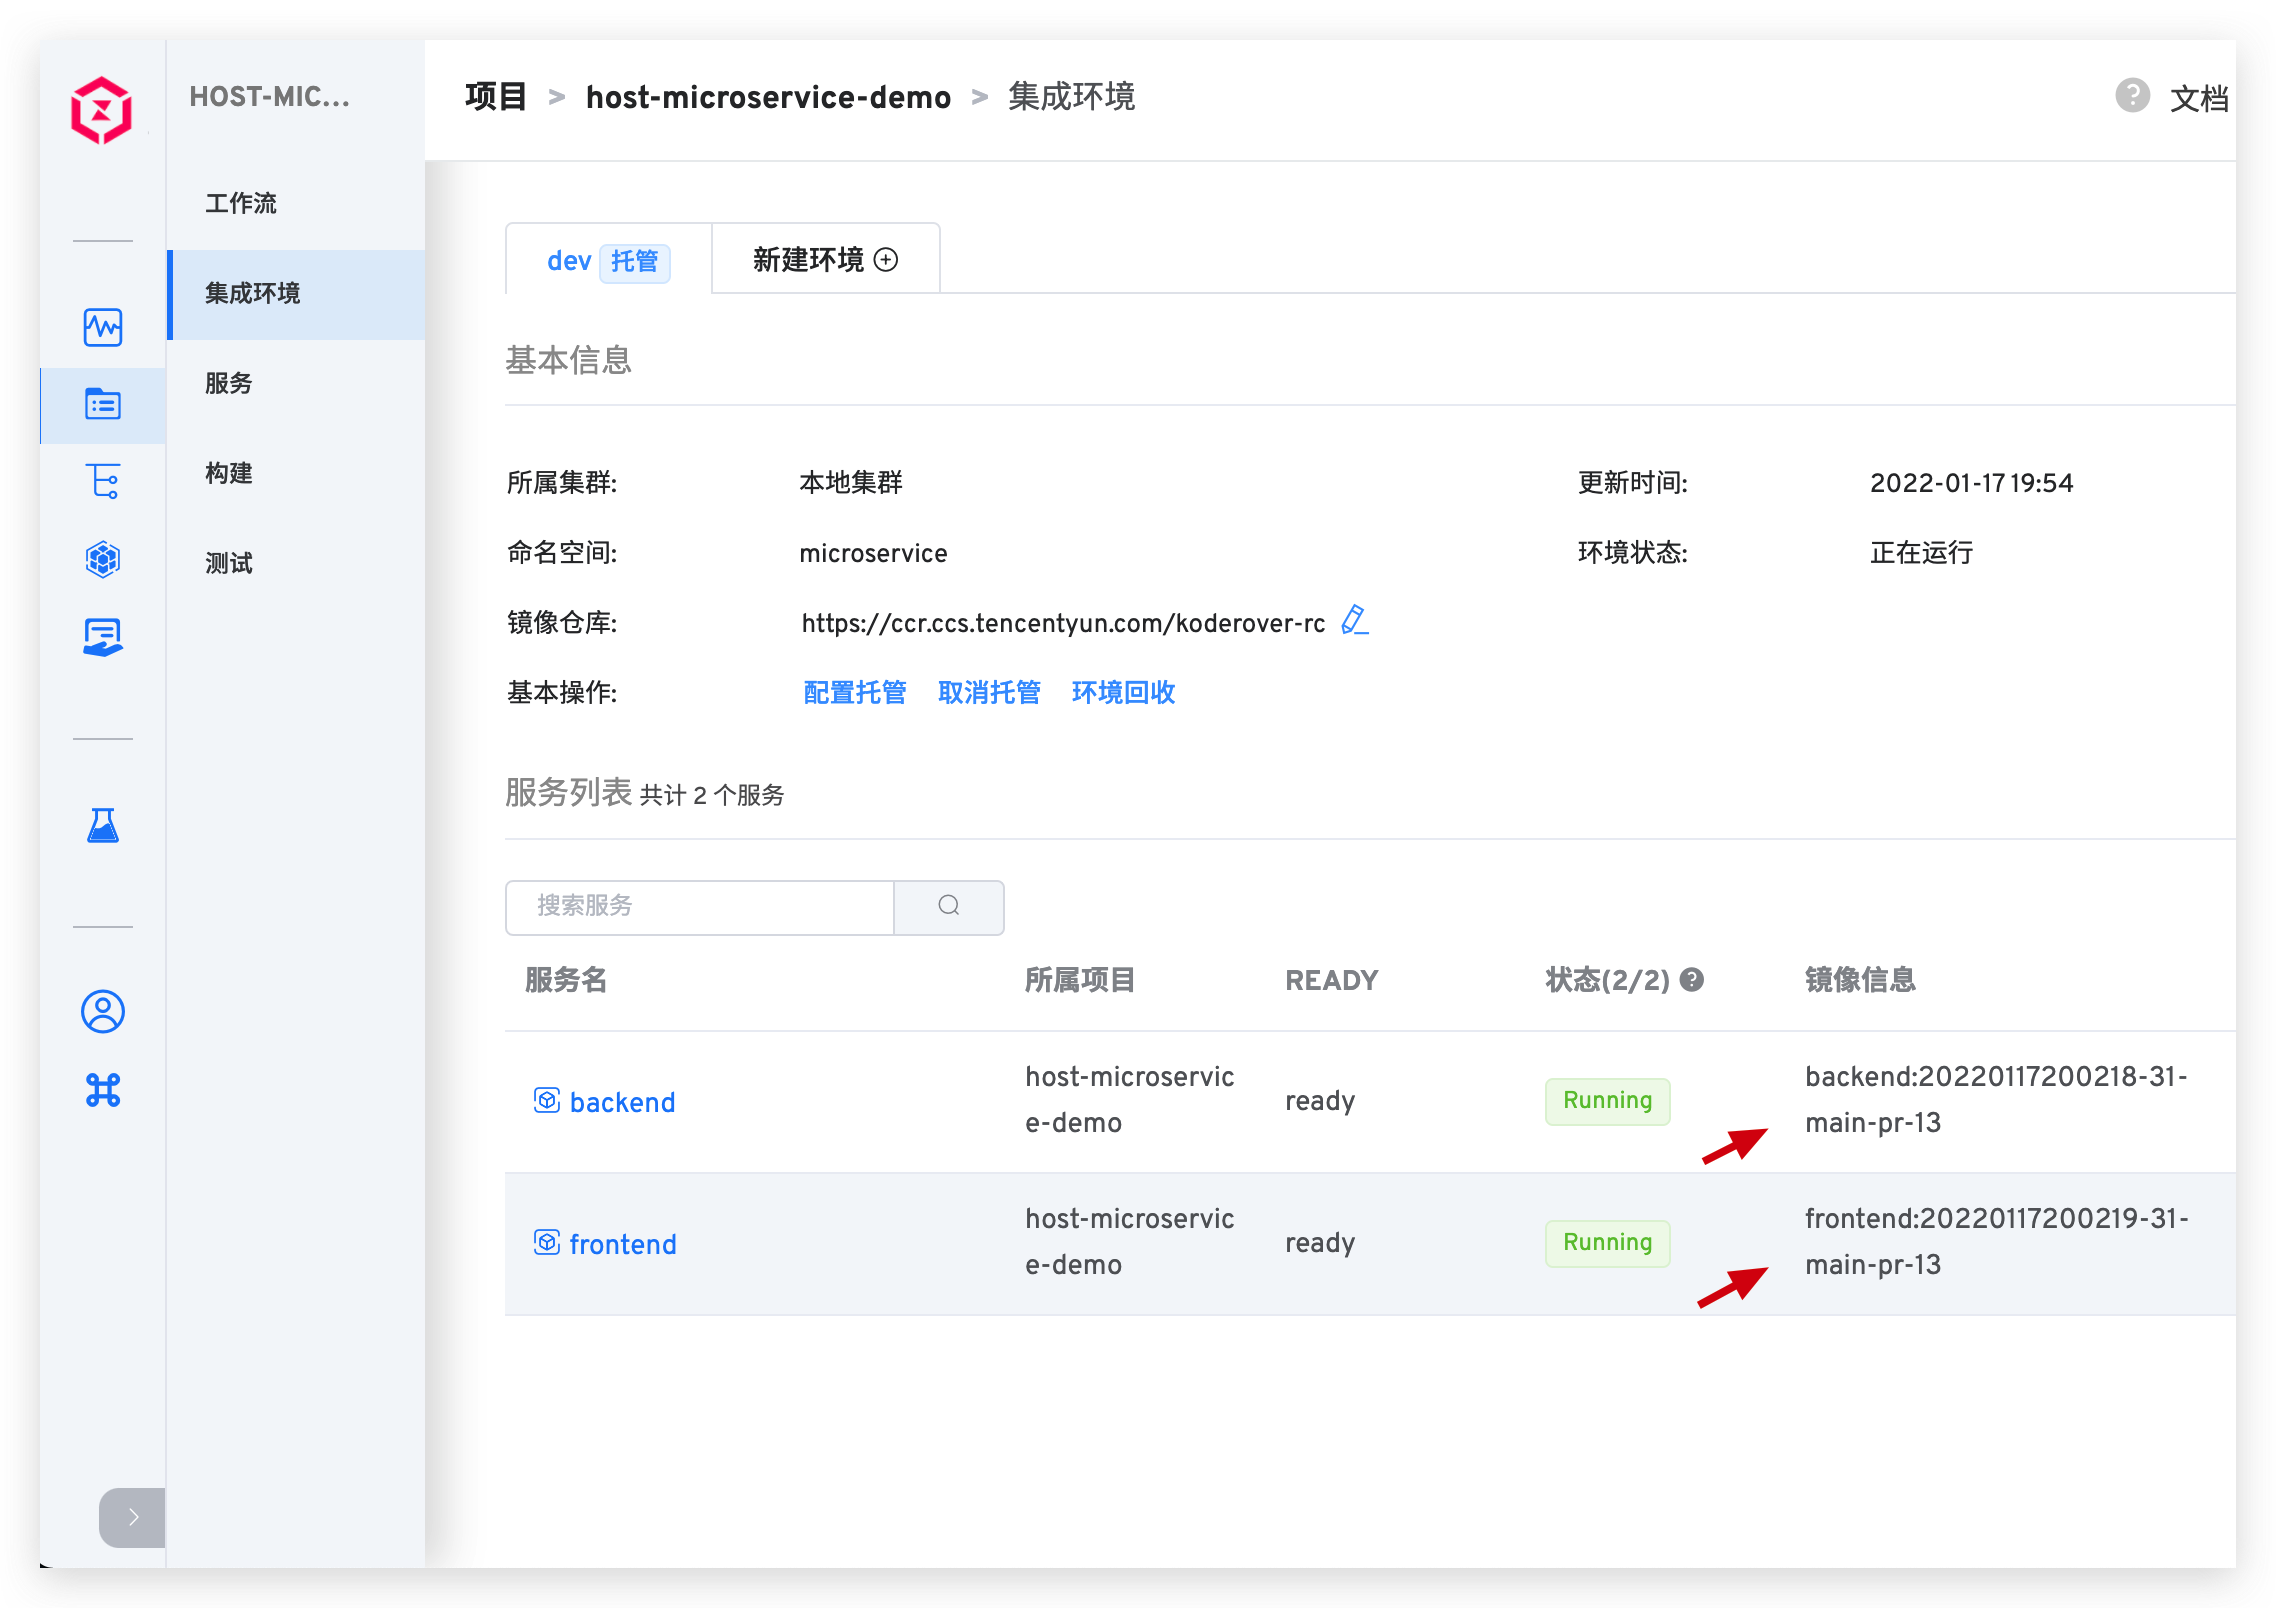 HOST-MIC...
工作流
集成环境
服务
构建
测试
项目 > host-microservice-demo > 集成环境
? 文档
dev 托管 新建环境
基本信息
所属集群: 本地集群 更新时间: 2022-01-17 19:54
命名空间: microservice 环境状态: 正在运行
镜像仓库: https://ccr.ccs.tencentyun.com/koderover-rc
基本操作: 配置托管 取消托管 环境回收
服务列表 共计 2 个服务
搜索服务
服务名 所属项目 READY 状态(2/2) ? 镜像信息
backend host-microservic
e-demo ready Running backend:20220117200218-31-
main-pr-13
frontend host-microservic
e-demo ready Running frontend:20220117200219-31-
main-pr-13